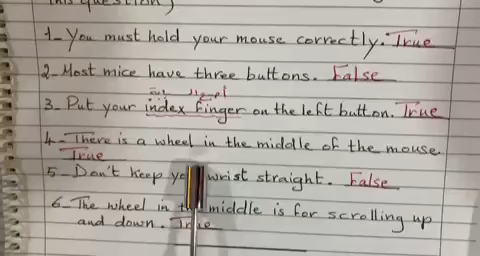 this question)
1- You must hold your mouse correctly. True
2- Most mice have three buttons. False
3- Put your index finger on the left button. True
4- There is a wheel in the middle of the mouse.
True
5- Don't keep wrist straight. False
6- The wheel in middle is for scrolling up
and down. True